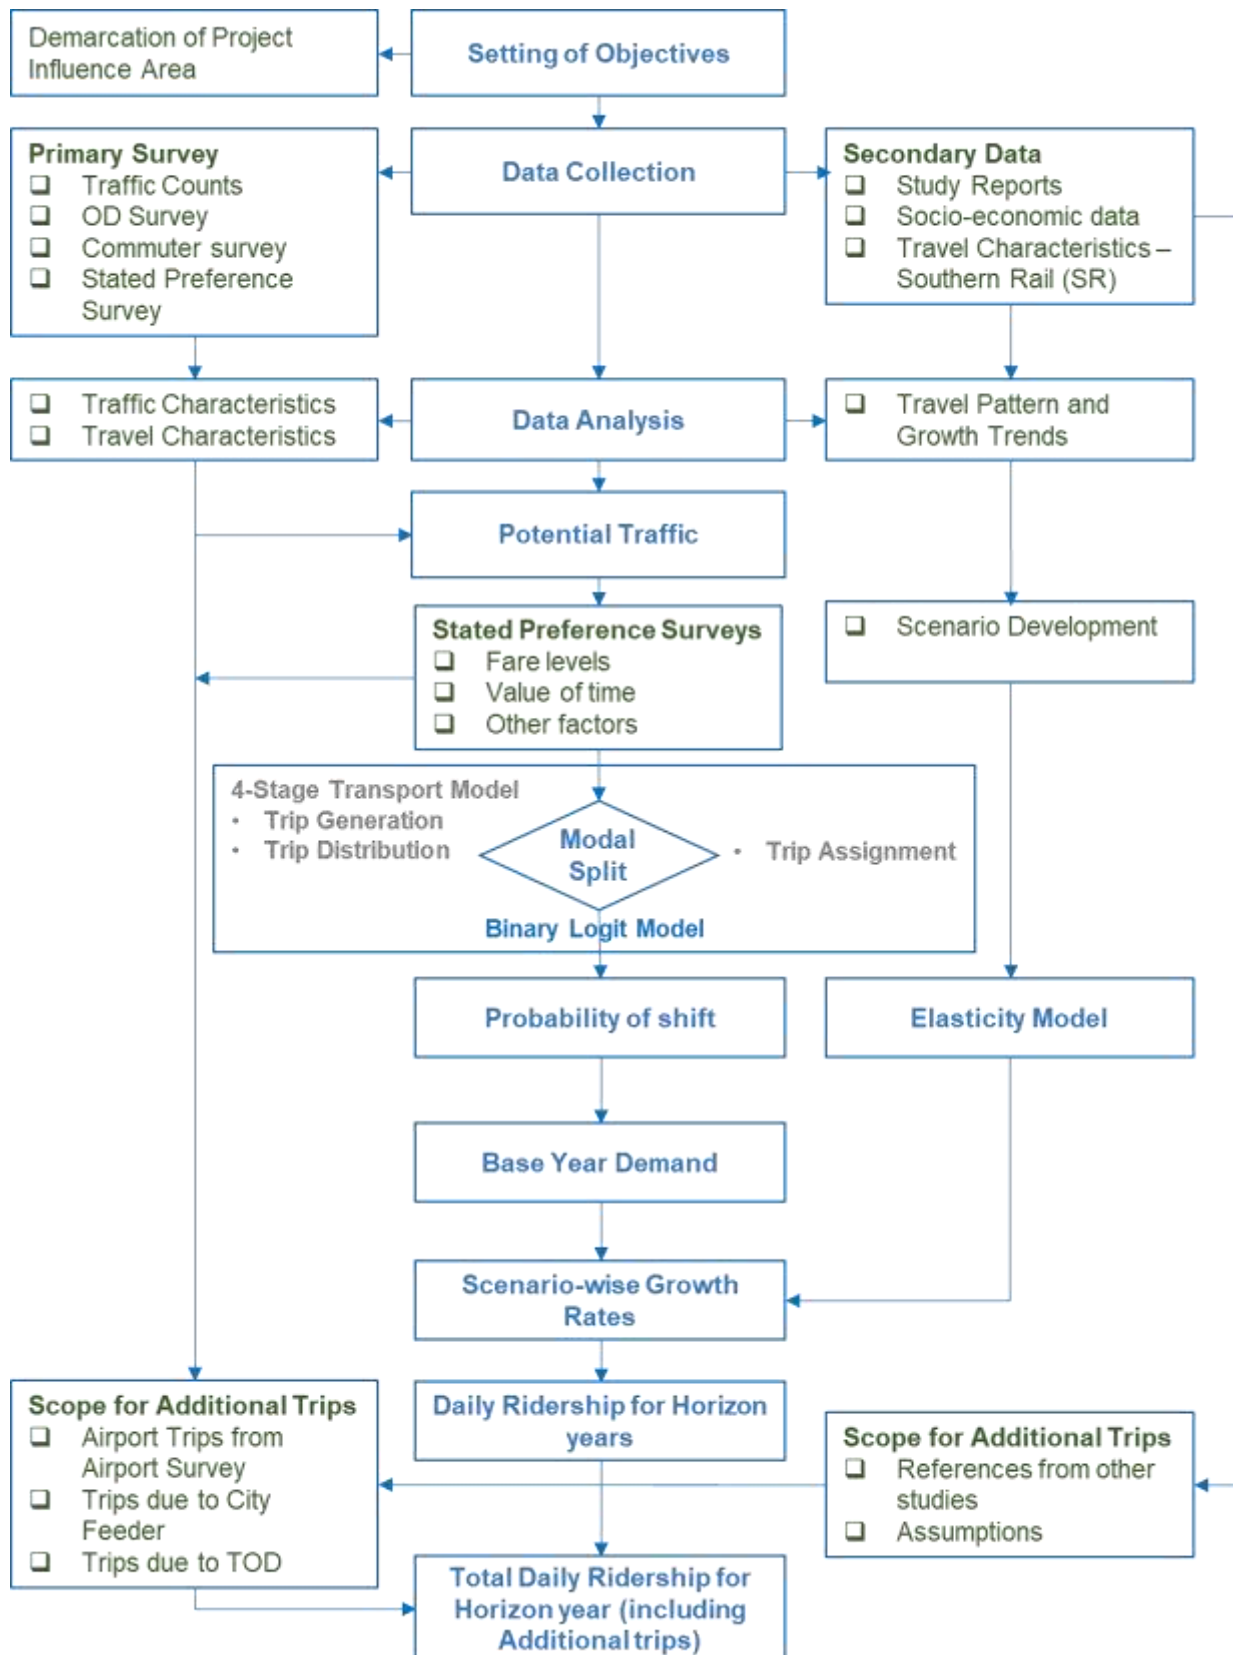 Demarcation of Project
Influence Area
Setting of Objectives
Primary Survey
❑ Traffic Counts
❑ OD Survey
❑ Commuter survey
❑ Stated Preference
Survey
Data Collection
Secondary Data
❑ Study Reports
❑ Socio-economic data
❑ Travel Characteristics –
Southern Rail (SR)
❑ Traffic Characteristics
❑ Travel Characteristics
Data Analysis
❑ Travel Pattern and
Growth Trends
Potential Traffic
Stated Preference Surveys
❑ Fare levels
❑ Value of time
❑ Other factors
❑ Scenario Development
4-Stage Transport Model
• Trip Generation
• Trip Distribution
Modal
Split
• Trip Assignment
Binary Logit Model
Probability of shift
Elasticity Model
Base Year Demand
Scenario-wise Growth
Rates
Scope for Additional Trips
❑ Airport Trips from
Airport Survey
❑ Trips due to City
Feeder
❑ Trips due to TOD
Daily Ridership for Horizon
years
Scope for Additional Trips
❑ References from other
studies
❑ Assumptions
Total Daily Ridership for
Horizon year (including
Additional trips)